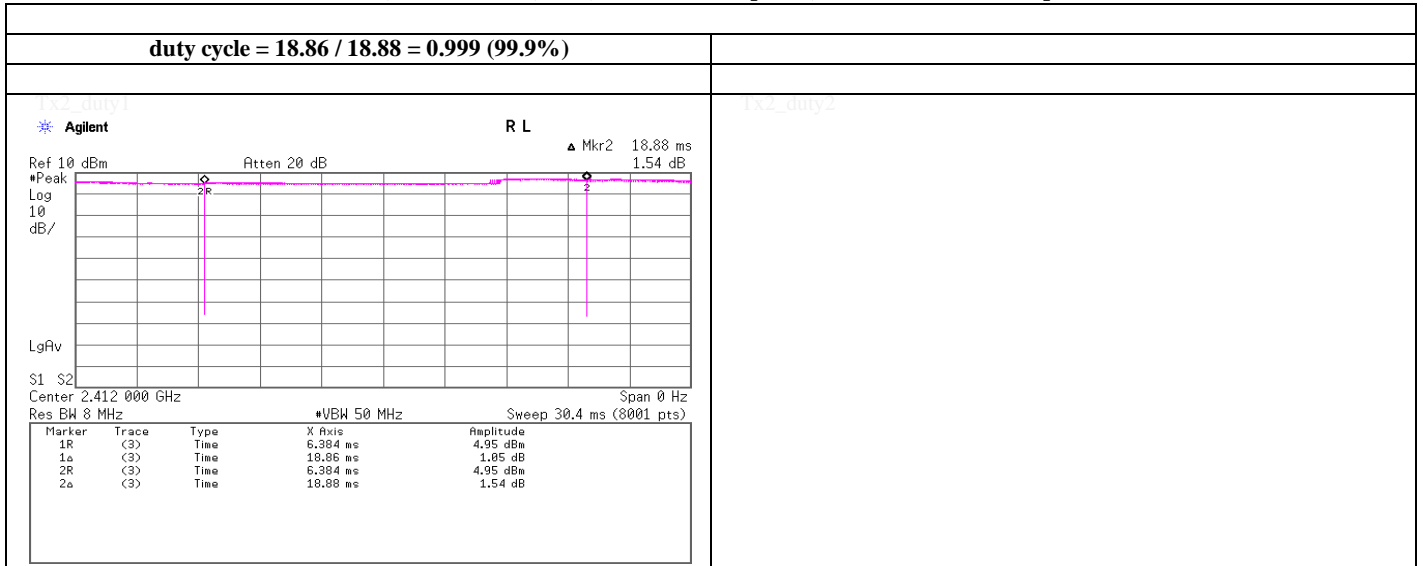 duty cycle = 18.86 / 18.88 = 0.999 (99.9%)
Tx2_duty1
Tx2_duty2
Agilent R L
▵ Mkr2 18.88 ms
Ref 10 dBm Atten 20 dB 1.54 dB
#Peak
Log
10
dB/
2R
2
LgAv
S1 S2
Center 2.412 000 GHz Span 0 Hz
Res BW 8 MHz #VBW 50 MHz Sweep 30.4 ms (8001 pts)
Marker Trace Type X Axis Amplitude
1R (3) Time 6.384 ms 4.95 dBm
1▵ (3) Time 18.86 ms 1.05 dB
2R (3) Time 6.384 ms 4.95 dBm
2▵ (3) Time 18.88 ms 1.54 dB